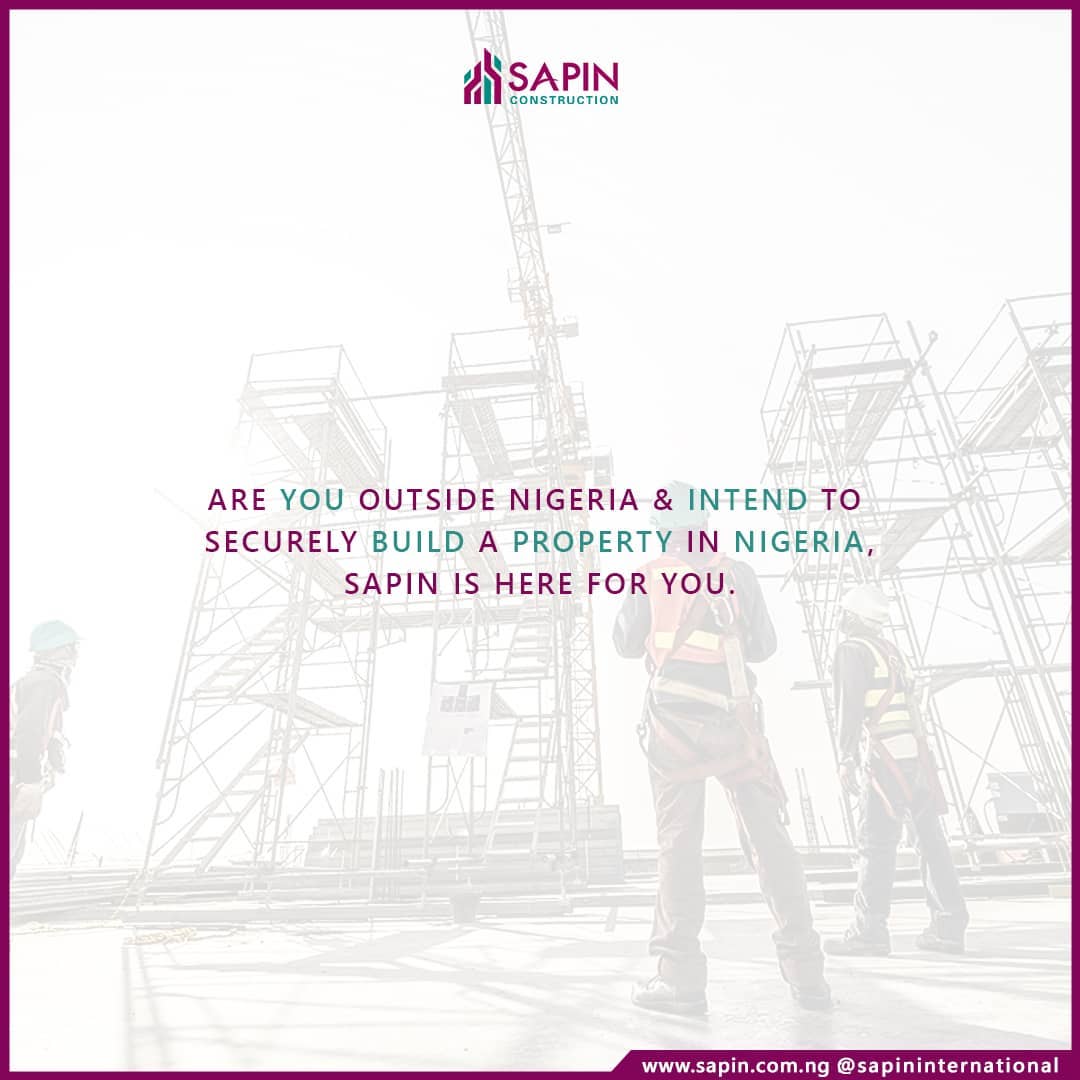 SAPIN
CONSTRUCTION
ARE YOU OUTSIDE NIGERIA & INTEND TO
SECURELY BUILD A PROPERTY IN NIGERIA,
SAPIN IS HERE FOR YOU.
www.sapin.com.ng @sapininternational